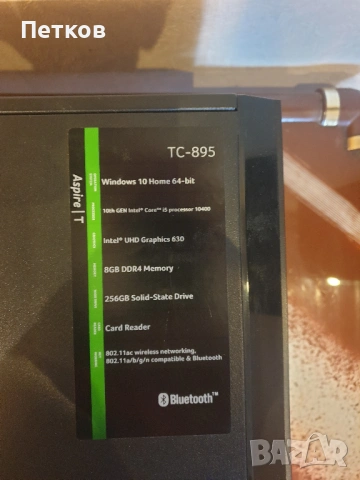 Петков
TC-895
Aspire | T
Windows 10 Home 64-bit
10th GEN Intel® Core™ i5 processor 10400
Intel® UHD Graphics 630
8GB DDR4 Memory
256GB Solid-State Drive
Card Reader
802.11ac wireless networking,
802.11a/b/g/n compatible & Bluetooth
Bluetooth™
BAZAR
bg